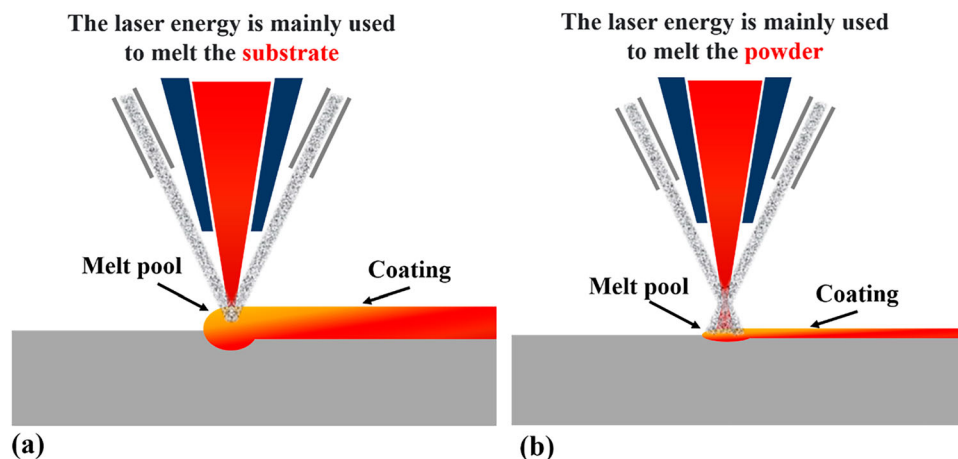 The laser energy is mainly used
to melt the substrate
Melt pool
Coating
(a)
The laser energy is mainly used
to melt the powder
Melt pool
Coating
(b)